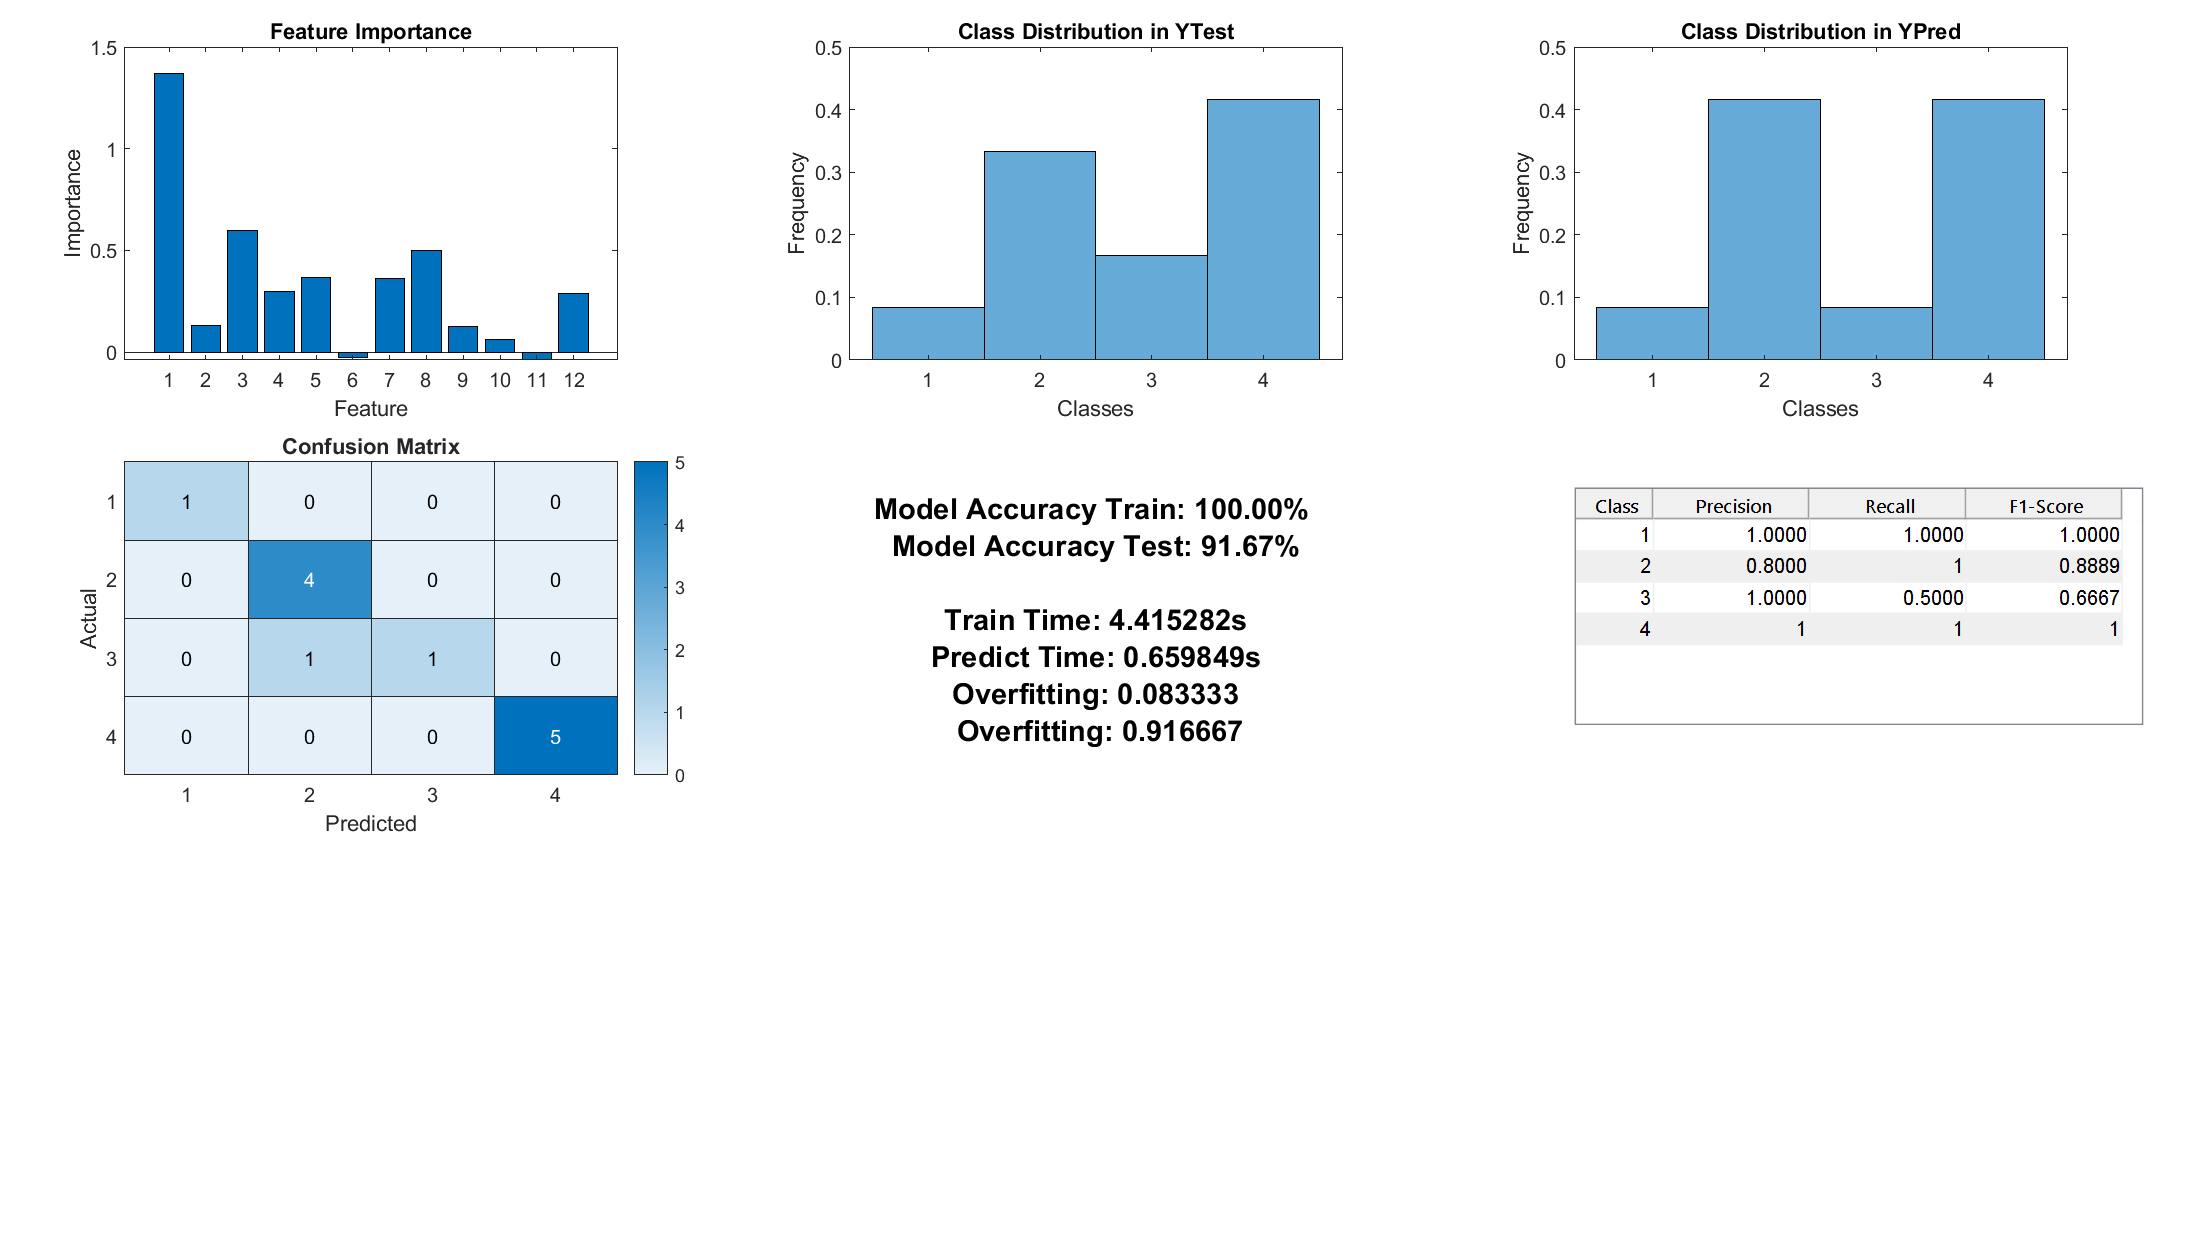 Feature Importance
1.5
1
0.5
0
Importance
1 2 3 4 5 6 7 8 9 10 11 12
Feature
Class Distribution in YTest
0.5
0.4
0.3
0.2
0.1
0
Frequency
1 2 3 4
Classes
Class Distribution in YPred
0.5
0.4
0.3
0.2
0.1
0
Frequency
1 2 3 4
Classes
Confusion Matrix
Actual
1 1 0 0 0
2 0 4 0 0
3 0 1 1 0
4 0 0 0 5
1 2 3 4
Predicted
5
4
3
2
1
0
Model Accuracy Train: 100.00%
Model Accuracy Test: 91.67%
Train Time: 4.415282s
Predict Time: 0.659849s
Overfitting: 0.083333
Overfitting: 0.916667
Class Precision Recall F1-Score
1 1.0000 1.0000 1.0000
2 0.8000 1 0.8889
3 1.0000 0.5000 0.6667
4 1 1 1